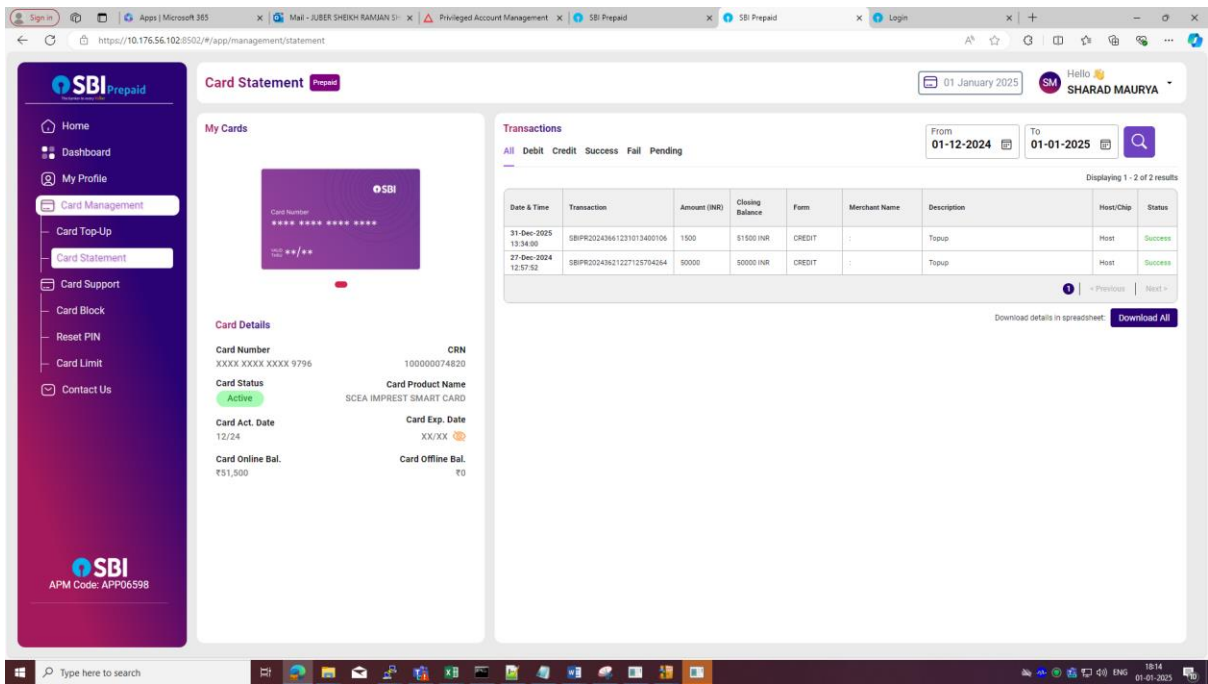 Sign in
Apps | Microsoft 365
Mail - JUBER SHEIKH RAMJAN S
Privileged Account Management
SBI Prepaid
SBI Prepaid
Login
https://10.176.56.102:8502/#/app/management/statement
SBI Prepaid
Card Statement Prepaid
01 January 2025
SM
Hello 👋
SHARAD MAURYA
Home
Dashboard
My Profile
Card Management
Card Top-Up
Card Statement
Card Support
Card Block
Reset PIN
Card Limit
Contact Us
SBI
APM Code: APP06598
My Cards
SBI
Card Number
**** **** **** ****
VALID THRU **/**
Card Details
Card Number CRN
XXXX XXXX XXXX 9796 100000074820
Card Status Card Product Name
Active SCEA IMPREST SMART CARD
Card Act. Date Card Exp. Date
12/24 XX/XX
Card Online Bal. Card Offline Bal.
₹51,500 ₹0
Transactions
All Debit Credit Success Fail Pending
From
01-12-2024
To
01-01-2025
Displaying 1 - 2 of 2 results
Date & Time Transaction Amount (INR) Closing Balance Form Merchant Name Description Host/Chip Status
31-Dec-2025 13:34:00 SBIPR20243661231013400106 1500 51500 INR CREDIT : Topup Host Success
27-Dec-2024 12:57:52 SBIPR20243621227125704264 50000 50000 INR CREDIT : Topup Host Success
1 < Previous Next >
Download details in spreadsheet: Download All
Type here to search
ENG
18:14
01-01-2025